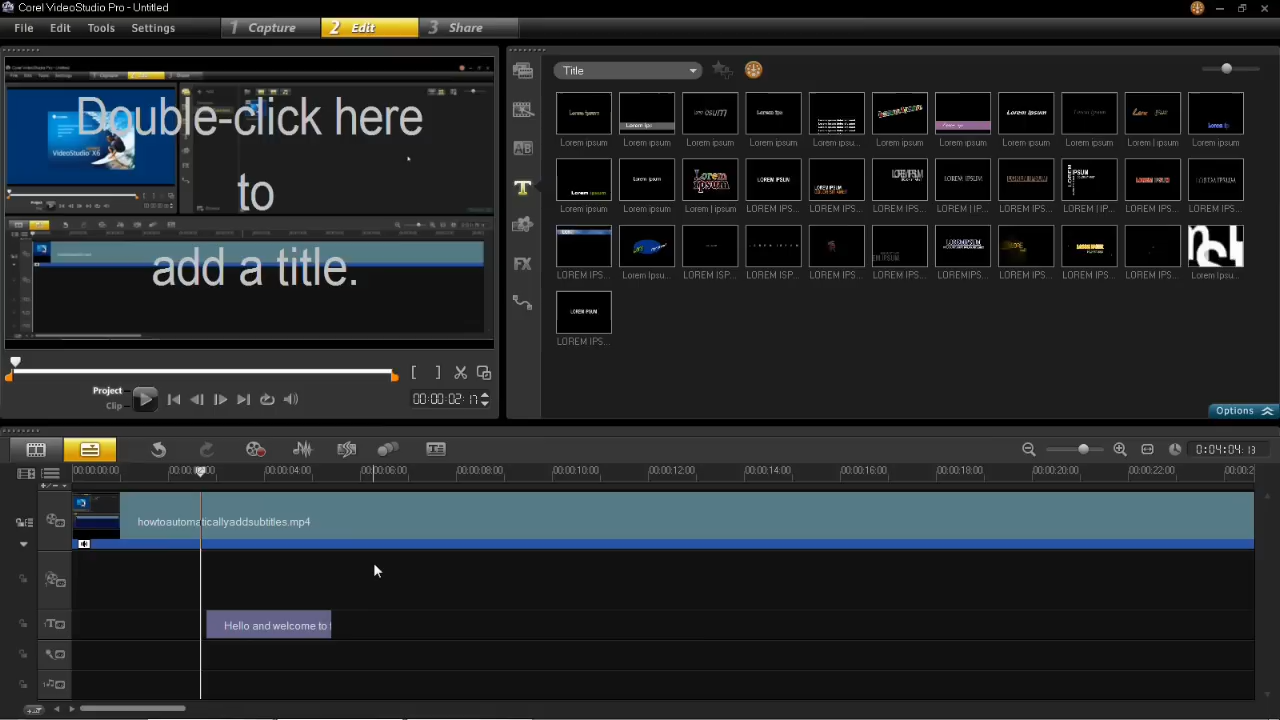 Corel VideoStudio Pro - Untitled
File Edit Tools Settings 1 Capture 2 Edit 3 Share
Double-click here
to
add a title.
VideoStudio X6
Title
Lorem ipsum Lorem ipsum Lorem ipsum Lorem ipsum Lorem ipsu... Lorem ipsum Lorem ipsum Lorem ipsum Lorem ipsum Lorem ipsum Lorem ipsum
Lorem ipsum Lorem ipsum Lorem | ipsum LOREM IPS... LOREM IPS... LOREM IPS... LOREM | IP... LOREM IPS... LOREM | IP... LOREM IPS... LOREM IPS...
LOREM IPS... Lorem Ipsu... LOREM IPS... LOREM IPS... LOREM IPS... LOREM IPS... LOREMIPS... LOREM IPS... LOREM IPS... LOREM IPS... Lorem Ipsu...
LOREM IPS...
Project
Clip
00:00:02:17
Options
0:04:04:13
00:00:00:00 00:00:04:00 00:00:06:00 00:00:08:00 00:00:10:00 00:00:12:00 00:00:14:00 00:00:16:00 00:00:18:00 00:00:20:00 00:00:22:00 00:00:2
howtoautomaticallyaddsubtitles.mp4
Hello and welcome to